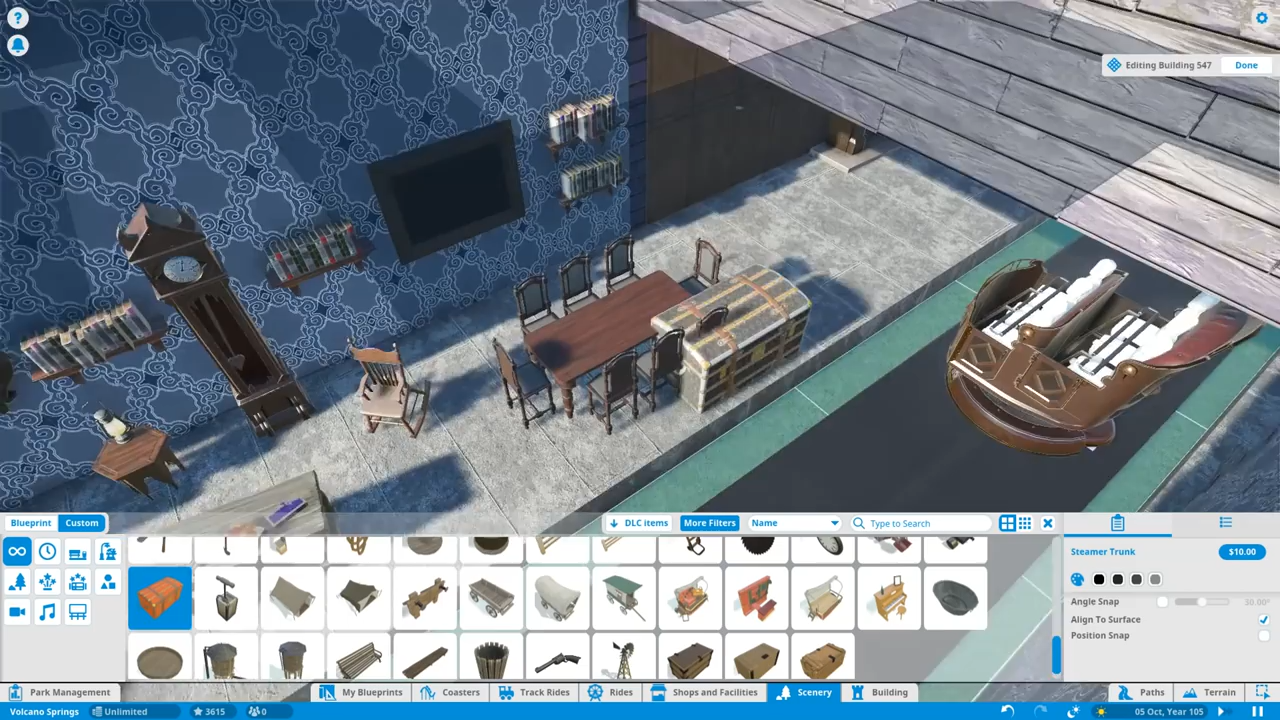 ?
Editing Building 547
Done
Blueprint
Custom
DLC items
More Filters
Name
Type to Search
Steamer Trunk
$10.00
Angle Snap
30.00°
Align To Surface
Position Snap
Park Management
My Blueprints
Coasters
Track Rides
Rides
Shops and Facilities
Scenery
Building
Paths
Terrain
Volcano Springs
Unlimited
3615
0
05 Oct, Year 105